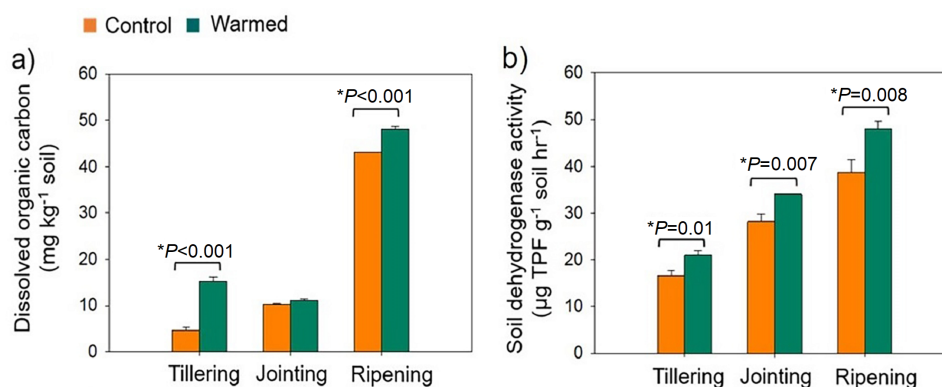 Control Warmed
a)
Dissolved organic carbon
(mg kg⁻¹ soil)
60
50
40
30
20
10
0
*P<0.001
*P<0.001
Tillering Jointing Ripening
b)
Soil dehydrogenase activity
(µg TPF g⁻¹ soil hr⁻¹)
60
50
40
30
20
10
0
*P=0.01
*P=0.007
*P=0.008
Tillering Jointing Ripening